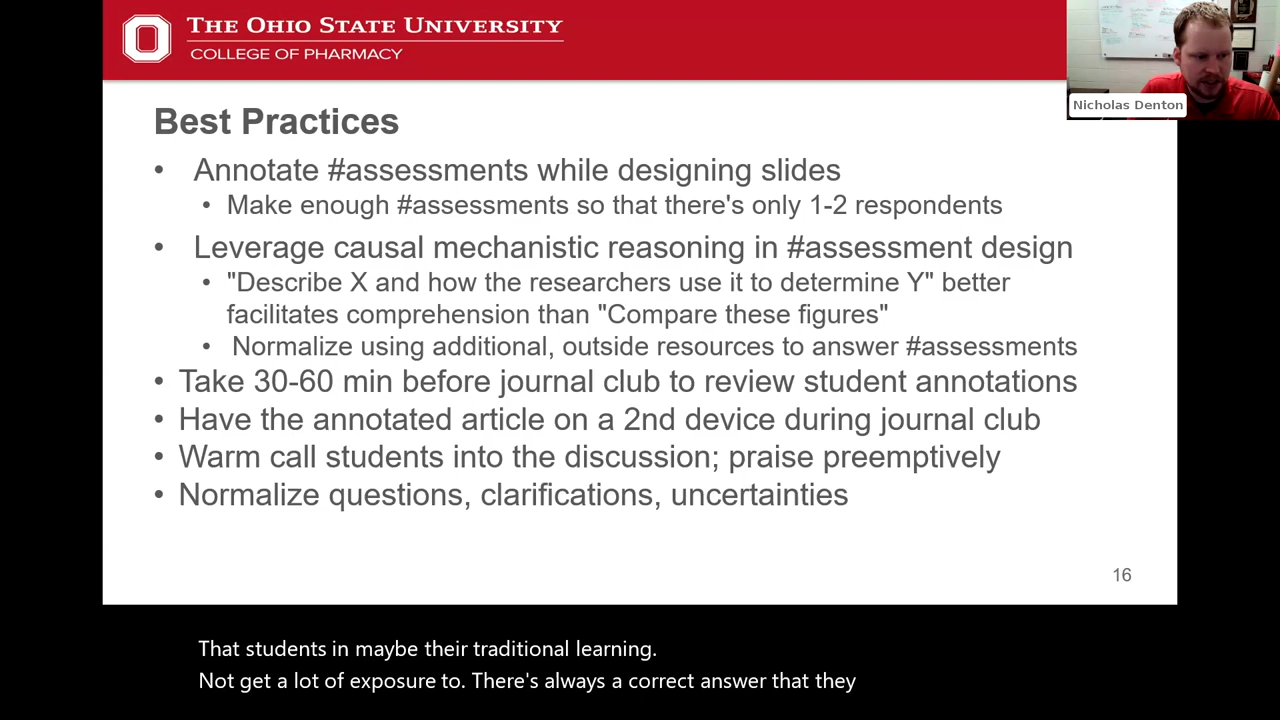 THE OHIO STATE UNIVERSITY
COLLEGE OF PHARMACY
Nicholas Denton
Best Practices
• Annotate #assessments while designing slides
• Make enough #assessments so that there's only 1-2 respondents
• Leverage causal mechanistic reasoning in #assessment design
• "Describe X and how the researchers use it to determine Y" better
facilitates comprehension than "Compare these figures"
• Normalize using additional, outside resources to answer #assessments
• Take 30-60 min before journal club to review student annotations
• Have the annotated article on a 2nd device during journal club
• Warm call students into the discussion; praise preemptively
• Normalize questions, clarifications, uncertainties
16
That students in maybe their traditional learning.
Not get a lot of exposure to. There's always a correct answer that they